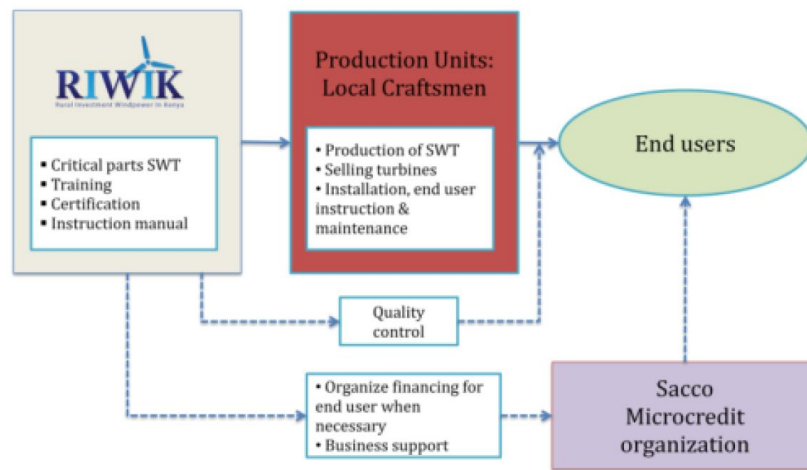 RIWIK
Rural Investment Windpower in Kenya
▪ Critical parts SWT
▪ Training
▪ Certification
▪ Instruction manual
Production Units:
Local Craftsmen
• Production of SWT
• Selling turbines
• Installation, end user
instruction &
maintenance
End users
Quality
control
• Organize financing for
end user when
necessary
• Business support
Sacco
Microcredit
organization